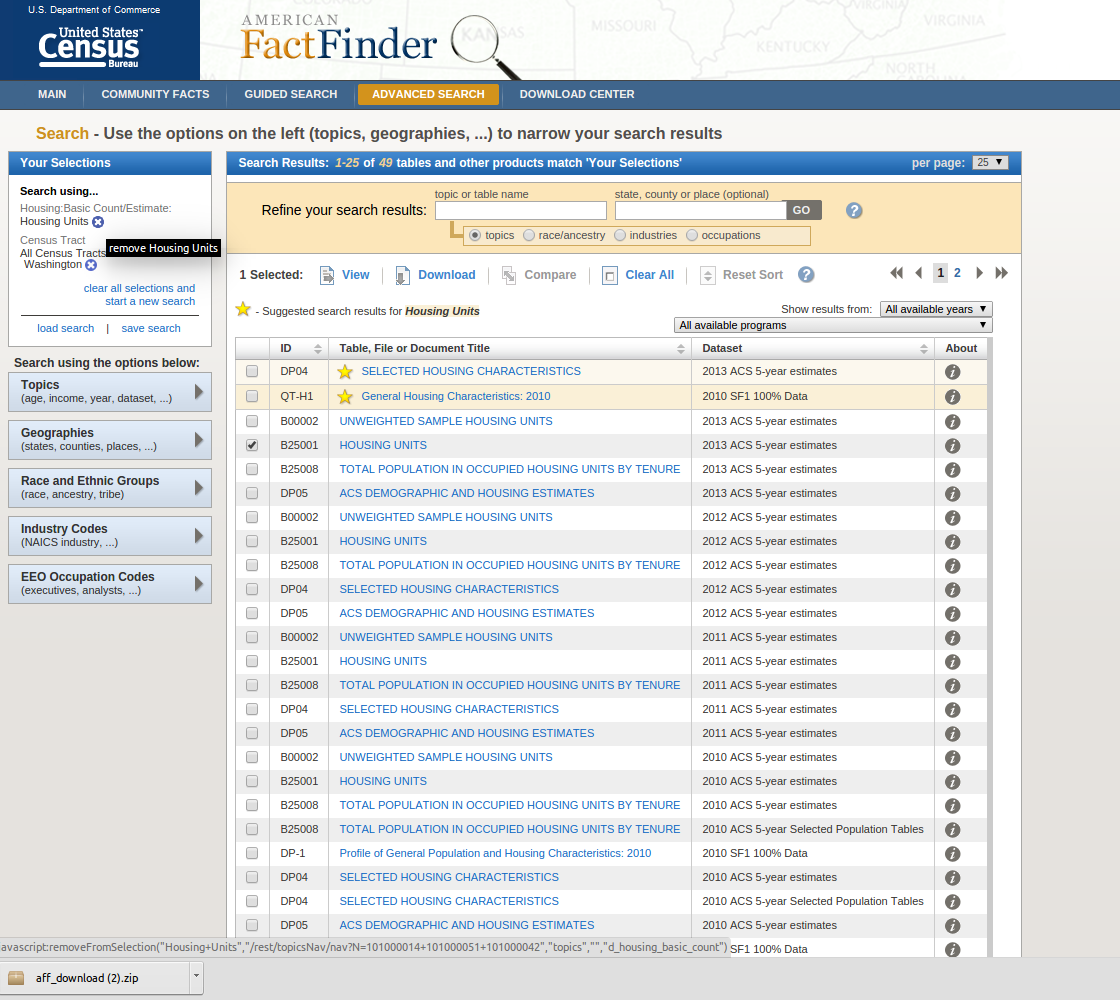 U.S. Department of Commerce
United States™
Census
Bureau
AMERICAN
FactFinder
KANSAS
MISSOURI
KENTUCKY
VIRGINIA
VIRGINIA
NORTH
CAROLINA
MAIN
COMMUNITY FACTS
GUIDED SEARCH
ADVANCED SEARCH
DOWNLOAD CENTER
Search - Use the options on the left (topics, geographies, ...) to narrow your search results
Your Selections
Search using...
Housing:Basic Count/Estimate:
Housing Units
Census Tract
All Census Tracts
Washington
remove Housing Units
clear all selections and
start a new search
load search | save search
Search using the options below:
Topics
(age, income, year, dataset, ...)
Geographies
(states, counties, places, ...)
Race and Ethnic Groups
(race, ancestry, tribe)
Industry Codes
(NAICS industry, ...)
EEO Occupation Codes
(executives, analysts, ...)
Search Results: 1-25 of 49 tables and other products match 'Your Selections'
per page: 25
topic or table name
state, county or place (optional)
Refine your search results:
GO
?
topics race/ancestry industries occupations
1 Selected: View Download Compare Clear All Reset Sort ?
1 2
- Suggested search results for Housing Units
Show results from: All available years
All available programs
ID Table, File or Document Title Dataset About
DP04 SELECTED HOUSING CHARACTERISTICS 2013 ACS 5-year estimates
QT-H1 General Housing Characteristics: 2010 2010 SF1 100% Data
B00002 UNWEIGHTED SAMPLE HOUSING UNITS 2013 ACS 5-year estimates
B25001 HOUSING UNITS 2013 ACS 5-year estimates
B25008 TOTAL POPULATION IN OCCUPIED HOUSING UNITS BY TENURE 2013 ACS 5-year estimates
DP05 ACS DEMOGRAPHIC AND HOUSING ESTIMATES 2013 ACS 5-year estimates
B00002 UNWEIGHTED SAMPLE HOUSING UNITS 2012 ACS 5-year estimates
B25001 HOUSING UNITS 2012 ACS 5-year estimates
B25008 TOTAL POPULATION IN OCCUPIED HOUSING UNITS BY TENURE 2012 ACS 5-year estimates
DP04 SELECTED HOUSING CHARACTERISTICS 2012 ACS 5-year estimates
DP05 ACS DEMOGRAPHIC AND HOUSING ESTIMATES 2012 ACS 5-year estimates
B00002 UNWEIGHTED SAMPLE HOUSING UNITS 2011 ACS 5-year estimates
B25001 HOUSING UNITS 2011 ACS 5-year estimates
B25008 TOTAL POPULATION IN OCCUPIED HOUSING UNITS BY TENURE 2011 ACS 5-year estimates
DP04 SELECTED HOUSING CHARACTERISTICS 2011 ACS 5-year estimates
DP05 ACS DEMOGRAPHIC AND HOUSING ESTIMATES 2011 ACS 5-year estimates
B00002 UNWEIGHTED SAMPLE HOUSING UNITS 2010 ACS 5-year estimates
B25001 HOUSING UNITS 2010 ACS 5-year estimates
B25008 TOTAL POPULATION IN OCCUPIED HOUSING UNITS BY TENURE 2010 ACS 5-year estimates
B25008 TOTAL POPULATION IN OCCUPIED HOUSING UNITS BY TENURE 2010 ACS 5-year Selected Population Tables
DP-1 Profile of General Population and Housing Characteristics: 2010 2010 SF1 100% Data
DP04 SELECTED HOUSING CHARACTERISTICS 2010 ACS 5-year estimates
DP04 SELECTED HOUSING CHARACTERISTICS 2010 ACS 5-year Selected Population Tables
DP05 ACS DEMOGRAPHIC AND HOUSING ESTIMATES 2010 ACS 5-year estimates
avascript:removeFromSelection("Housing+Units","/rest/topicsNav/nav?N=101000014+101000051+101000042","topics","","d_housing_basic_count") SF1 100% Data
aff_download (2).zip